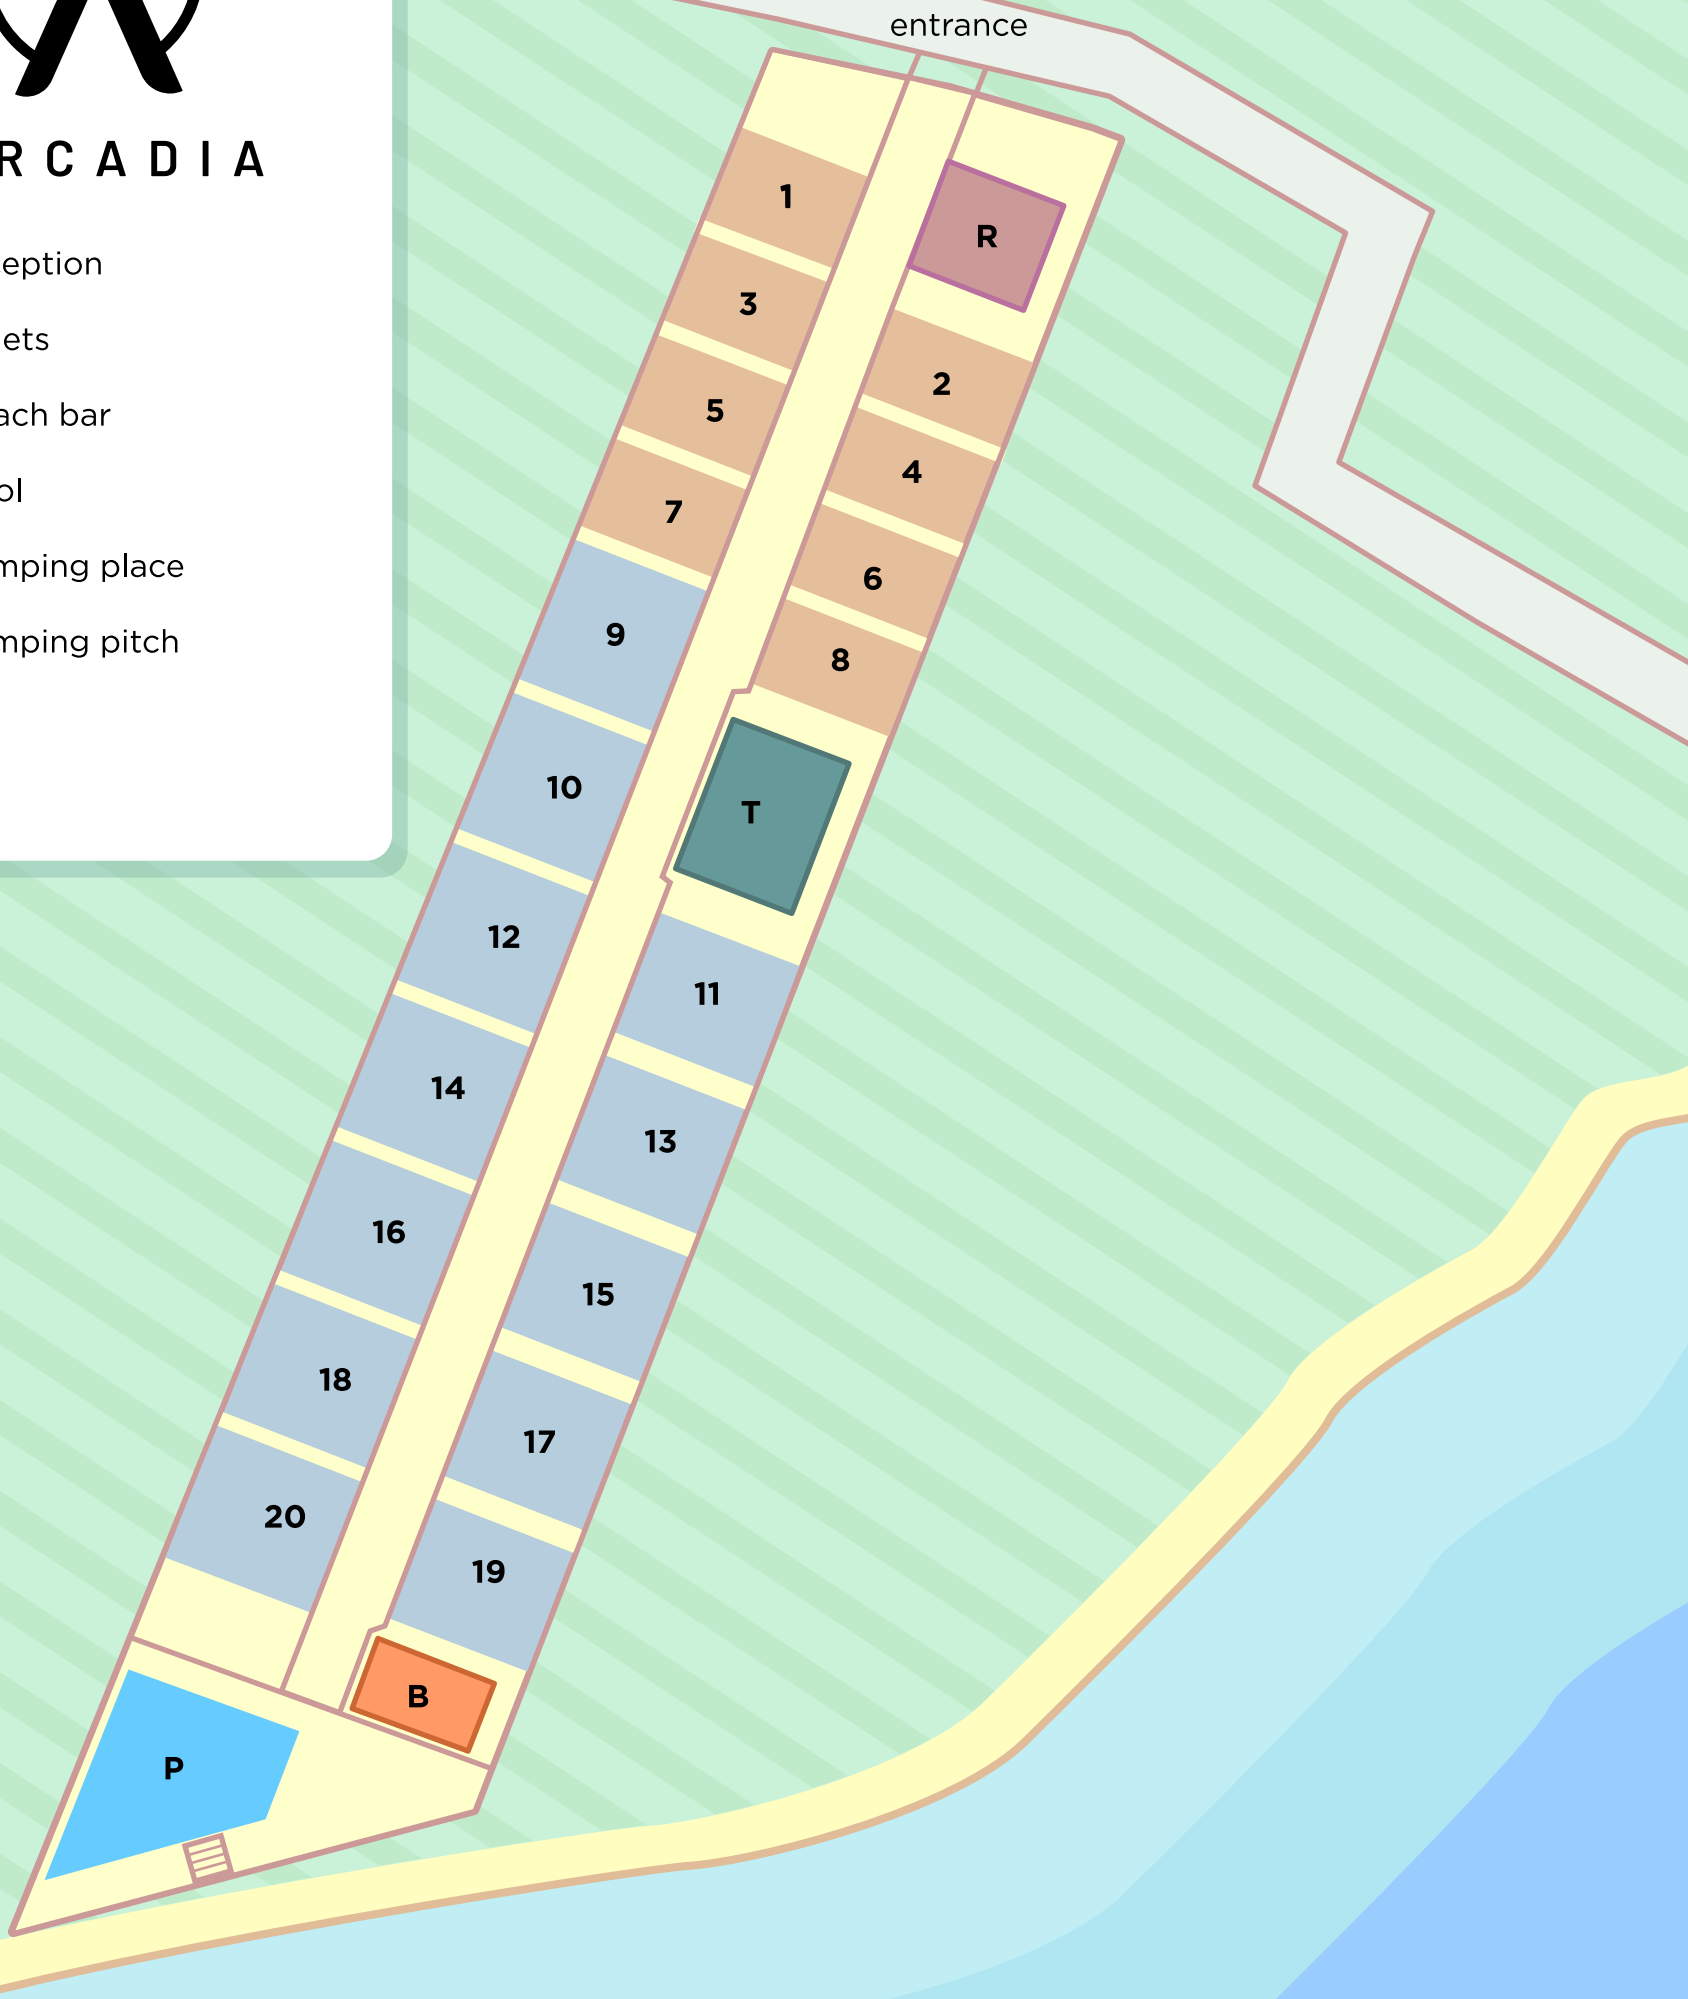 entrance
RCADIA
eption
ets
ach bar
ol
mping place
mping pitch
1
R
3
2
5
4
7
6
9
8
10
T
12
11
14
13
16
15
18
17
20
19
B
P